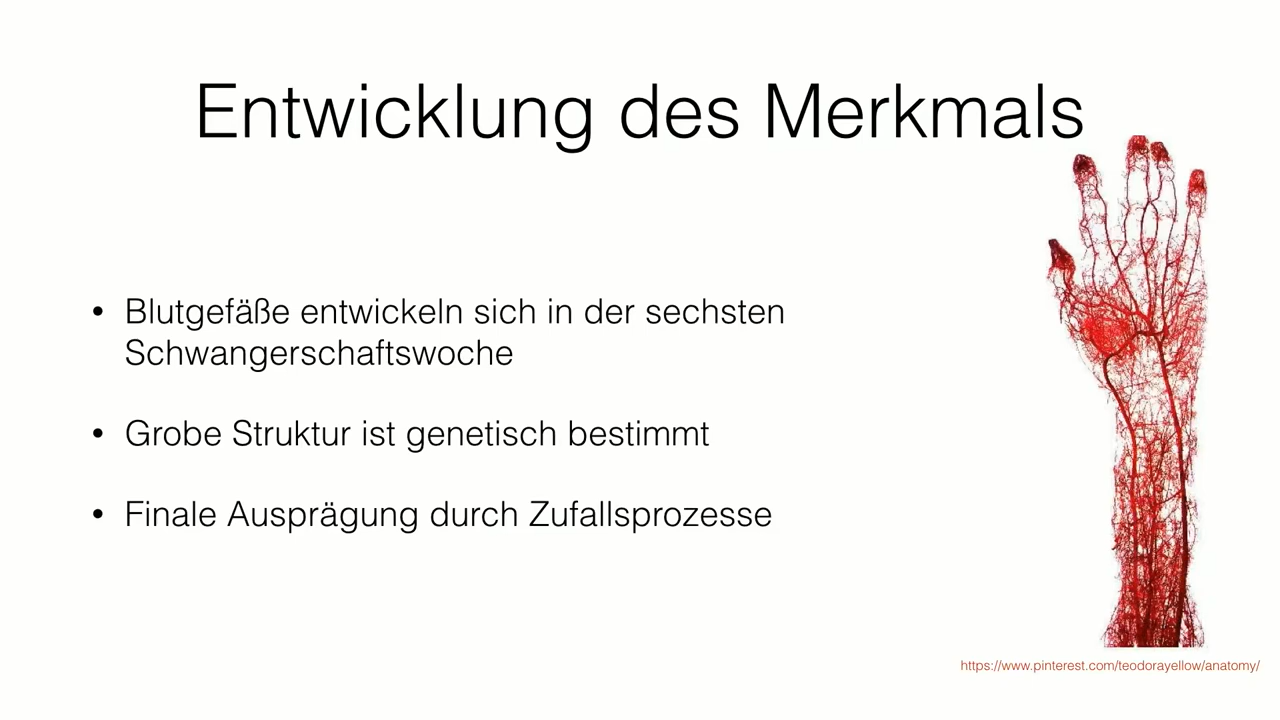 Entwicklung des Merkmals
• Blutgefäße entwickeln sich in der sechsten
Schwangerschaftswoche
• Grobe Struktur ist genetisch bestimmt
• Finale Ausprägung durch Zufallsprozesse
https://www.pinterest.com/teodorayellow/anatomy/